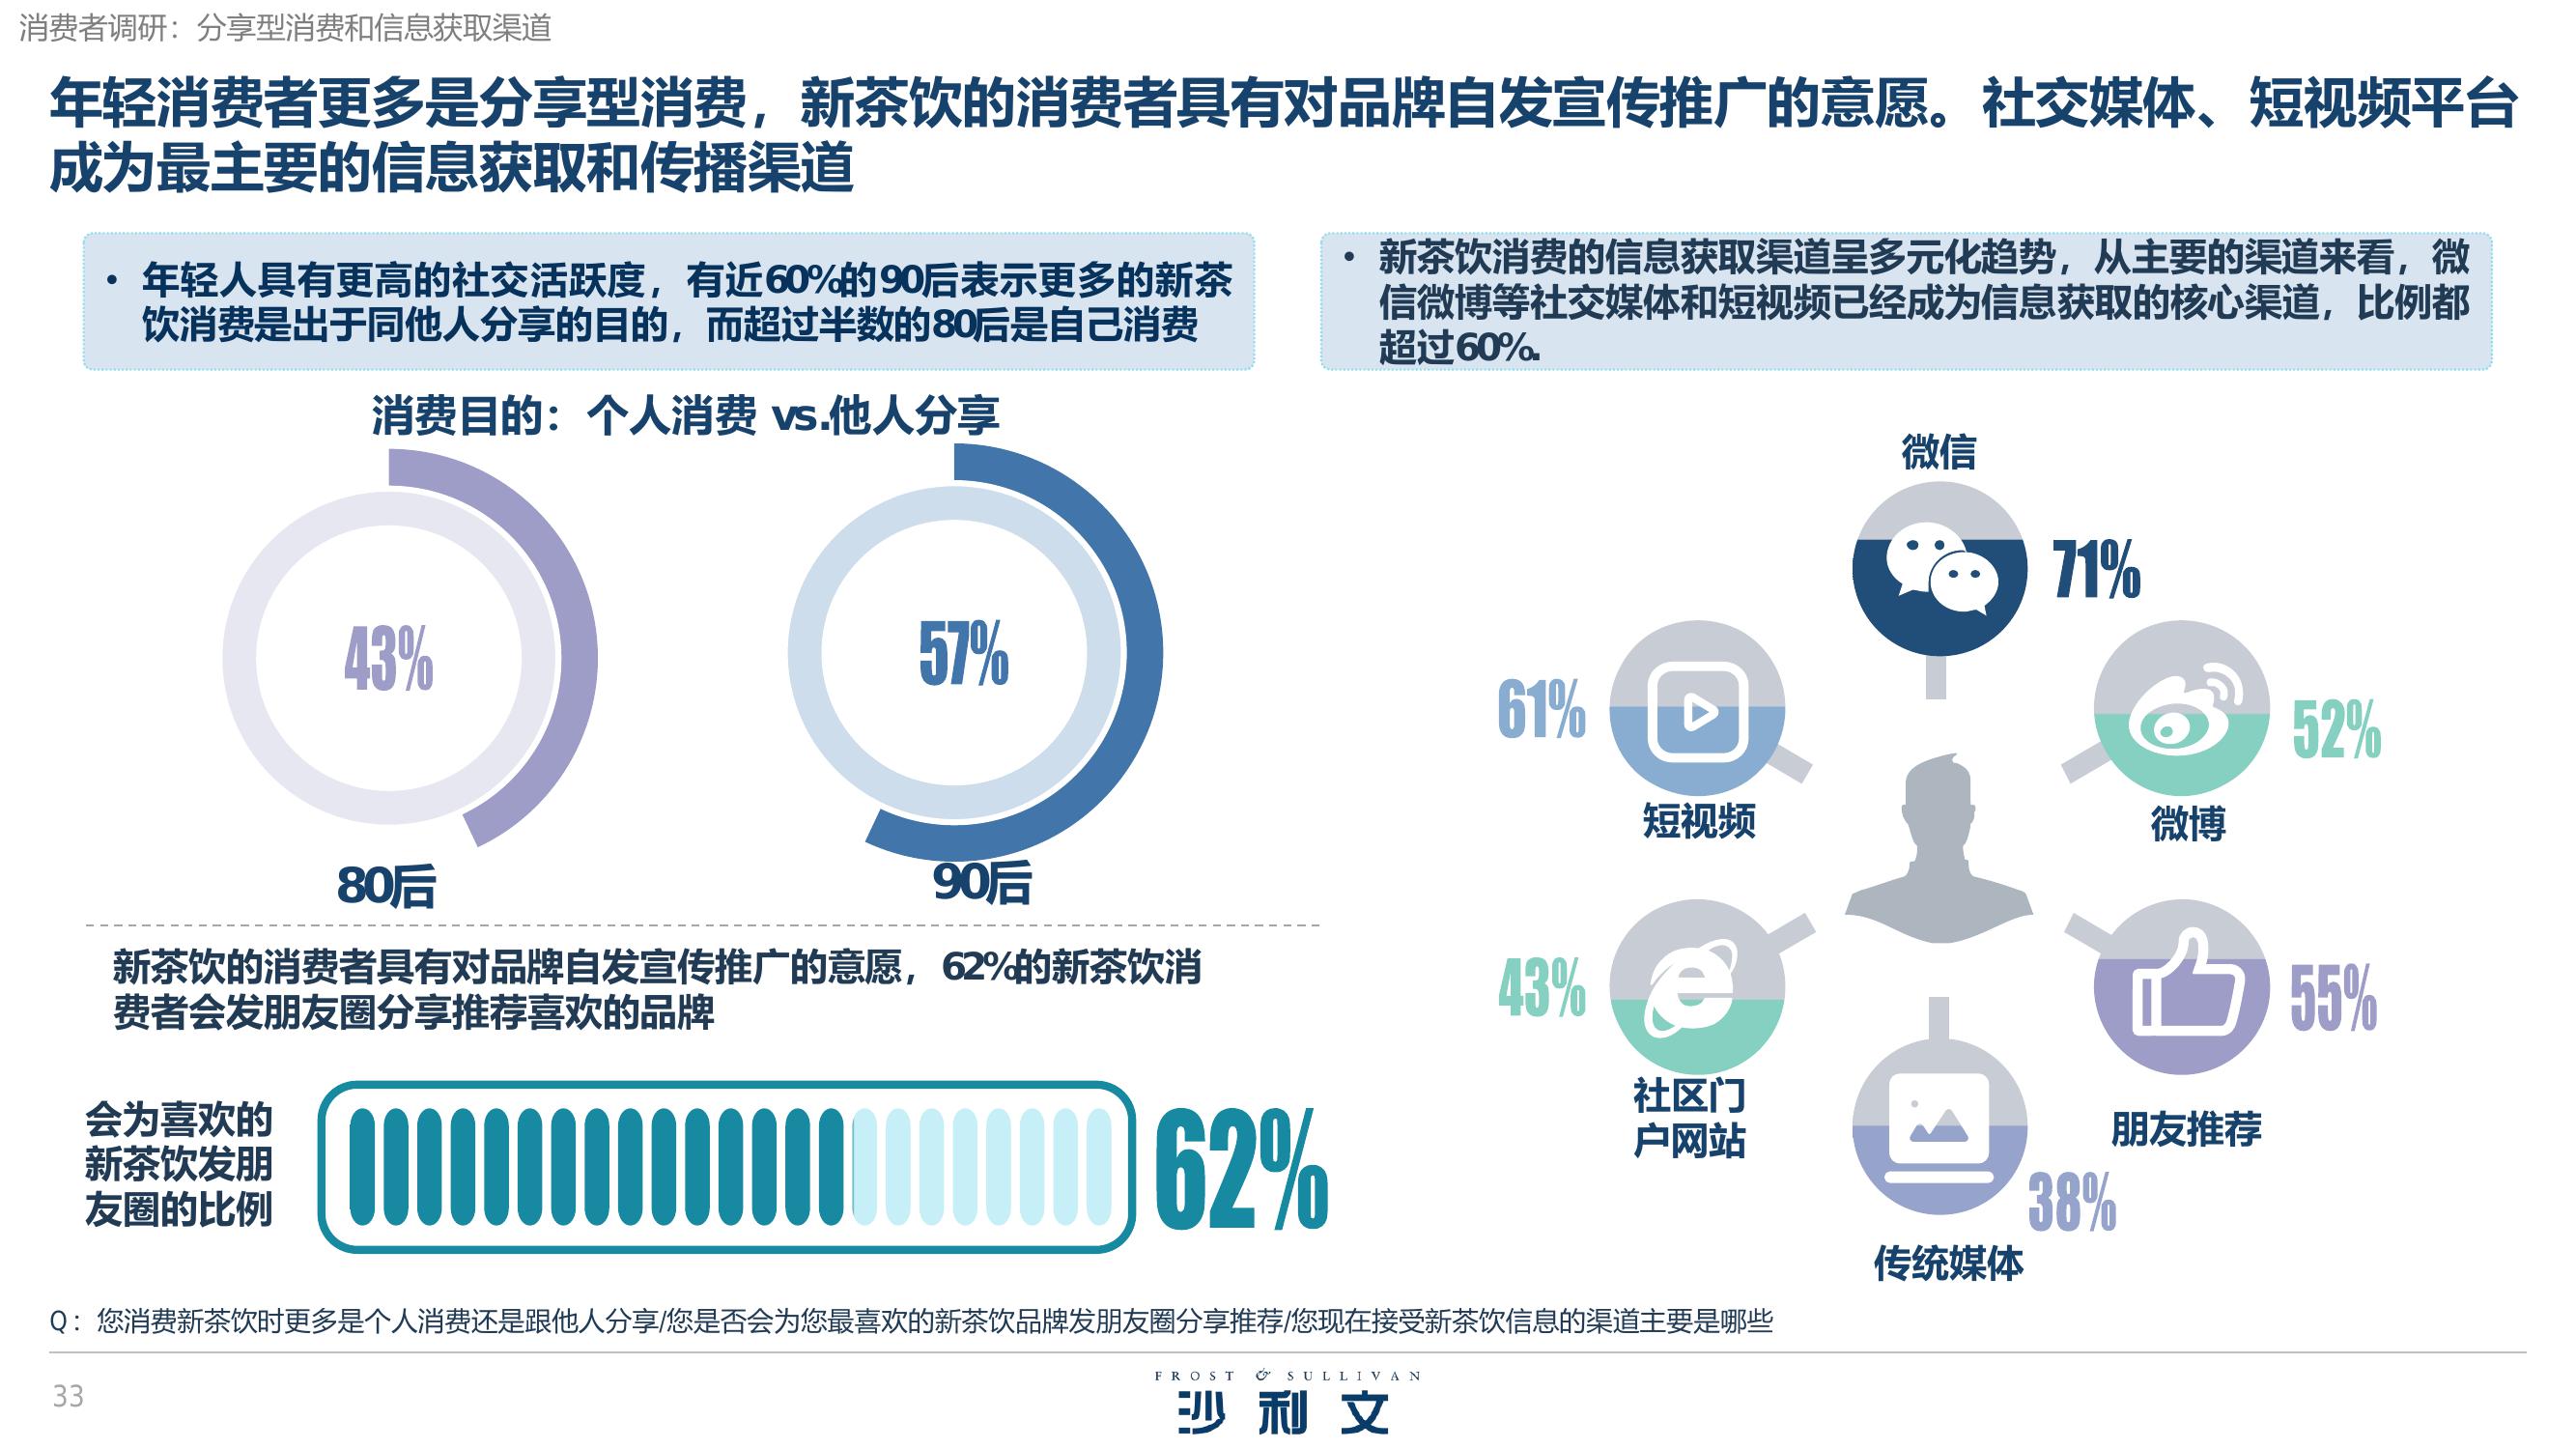 消费者调研：分享型消费和信息获取渠道
年轻消费者更多是分享型消费，新茶饮的消费者具有对品牌自发宣传推广的意愿。社交媒体、短视频平台
成为最主要的信息获取和传播渠道
• 年轻人具有更高的社交活跃度，有近60%的90后表示更多的新茶
饮消费是出于同他人分享的目的，而超过半数的80后是自己消费
• 新茶饮消费的信息获取渠道呈多元化趋势，从主要的渠道来看，微
信微博等社交媒体和短视频已经成为信息获取的核心渠道，比例都
超过60%.
消费目的：个人消费 vs.他人分享
43%
80后
57%
90后
新茶饮的消费者具有对品牌自发宣传推广的意愿，62%的新茶饮消
费者会发朋友圈分享推荐喜欢的品牌
会为喜欢的
新茶饮发朋
友圈的比例
62%
微信
71%
61%
短视频
52%
微博
43%
社区门
户网站
55%
朋友推荐
38%
传统媒体
Q：您消费新茶饮时更多是个人消费还是跟他人分享/您是否会为您最喜欢的新茶饮品牌发朋友圈分享推荐/您现在接受新茶饮信息的渠道主要是哪些
33
FROST & SULLIVAN
沙利文